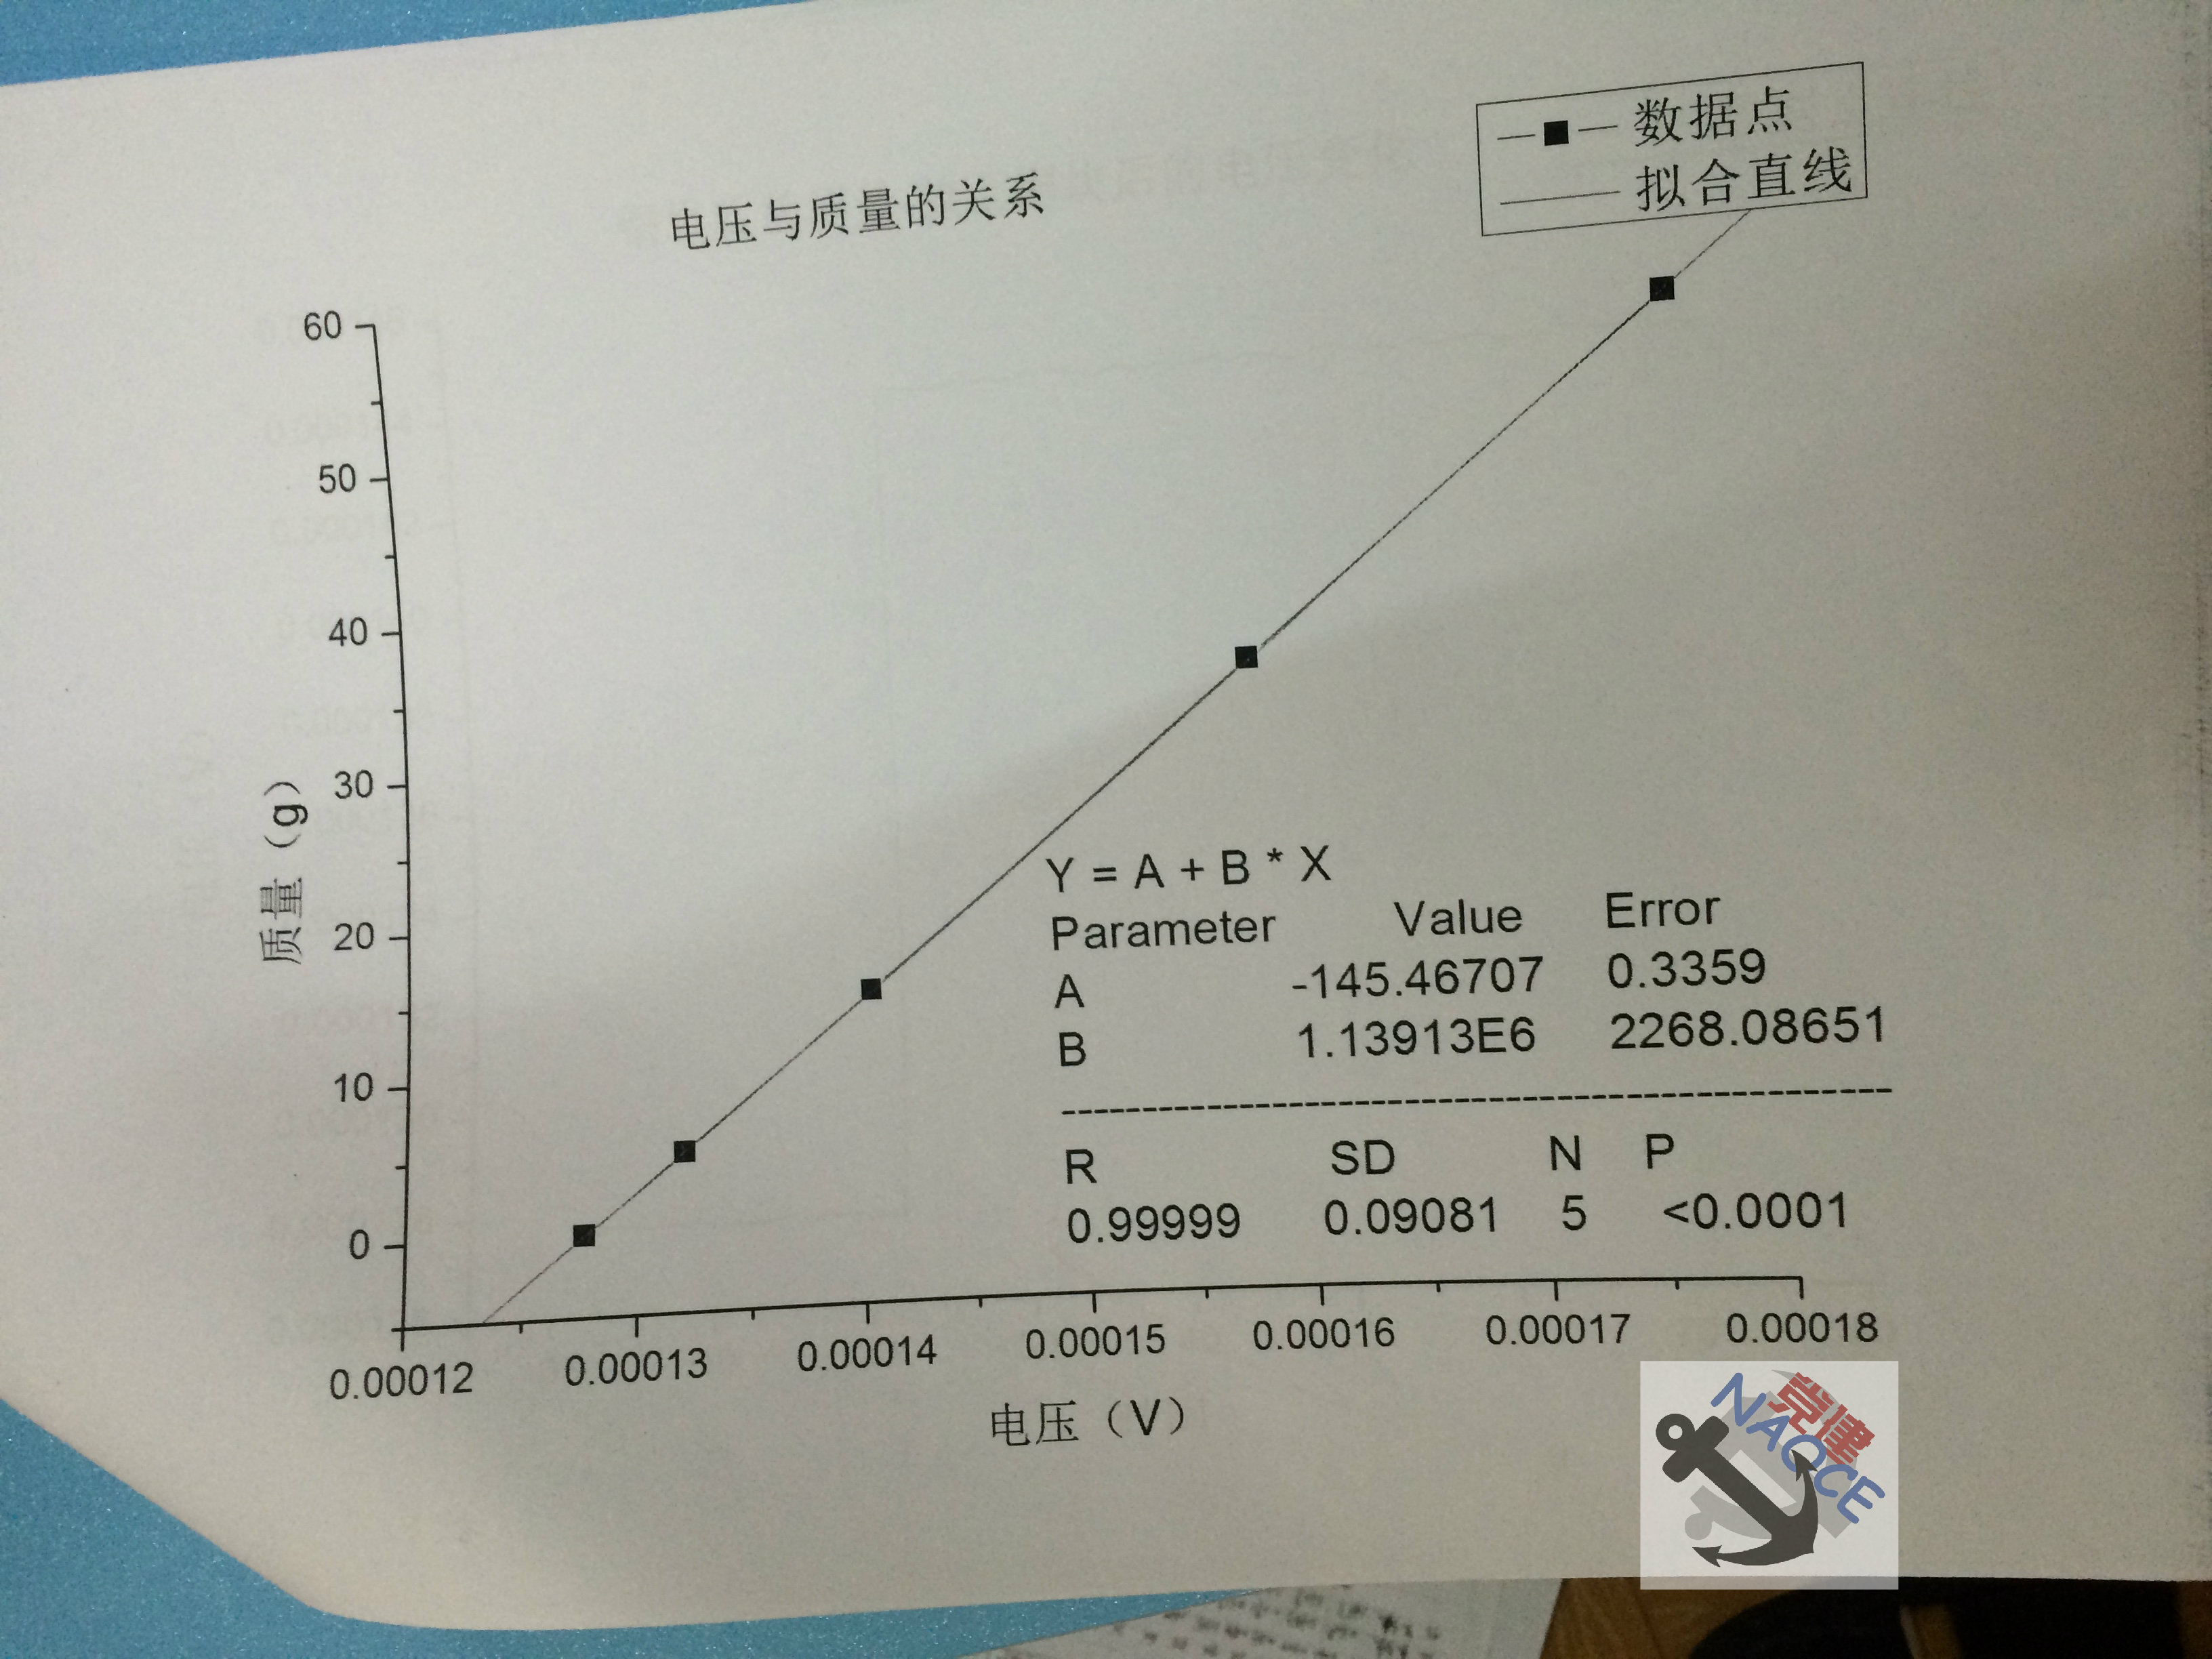 数据点
拟合直线
电压与质量的关系
60
50
40
30
20
10
0
质量（g）
Y = A + B * X
Parameter Value Error
A -145.46707 0.3359
B 1.13913E6 2268.08651
R SD N P
0.99999 0.09081 5 <0.0001
0.00012 0.00013 0.00014 0.00015 0.00016 0.00017 0.00018
电压（V）
党建
NAOCE